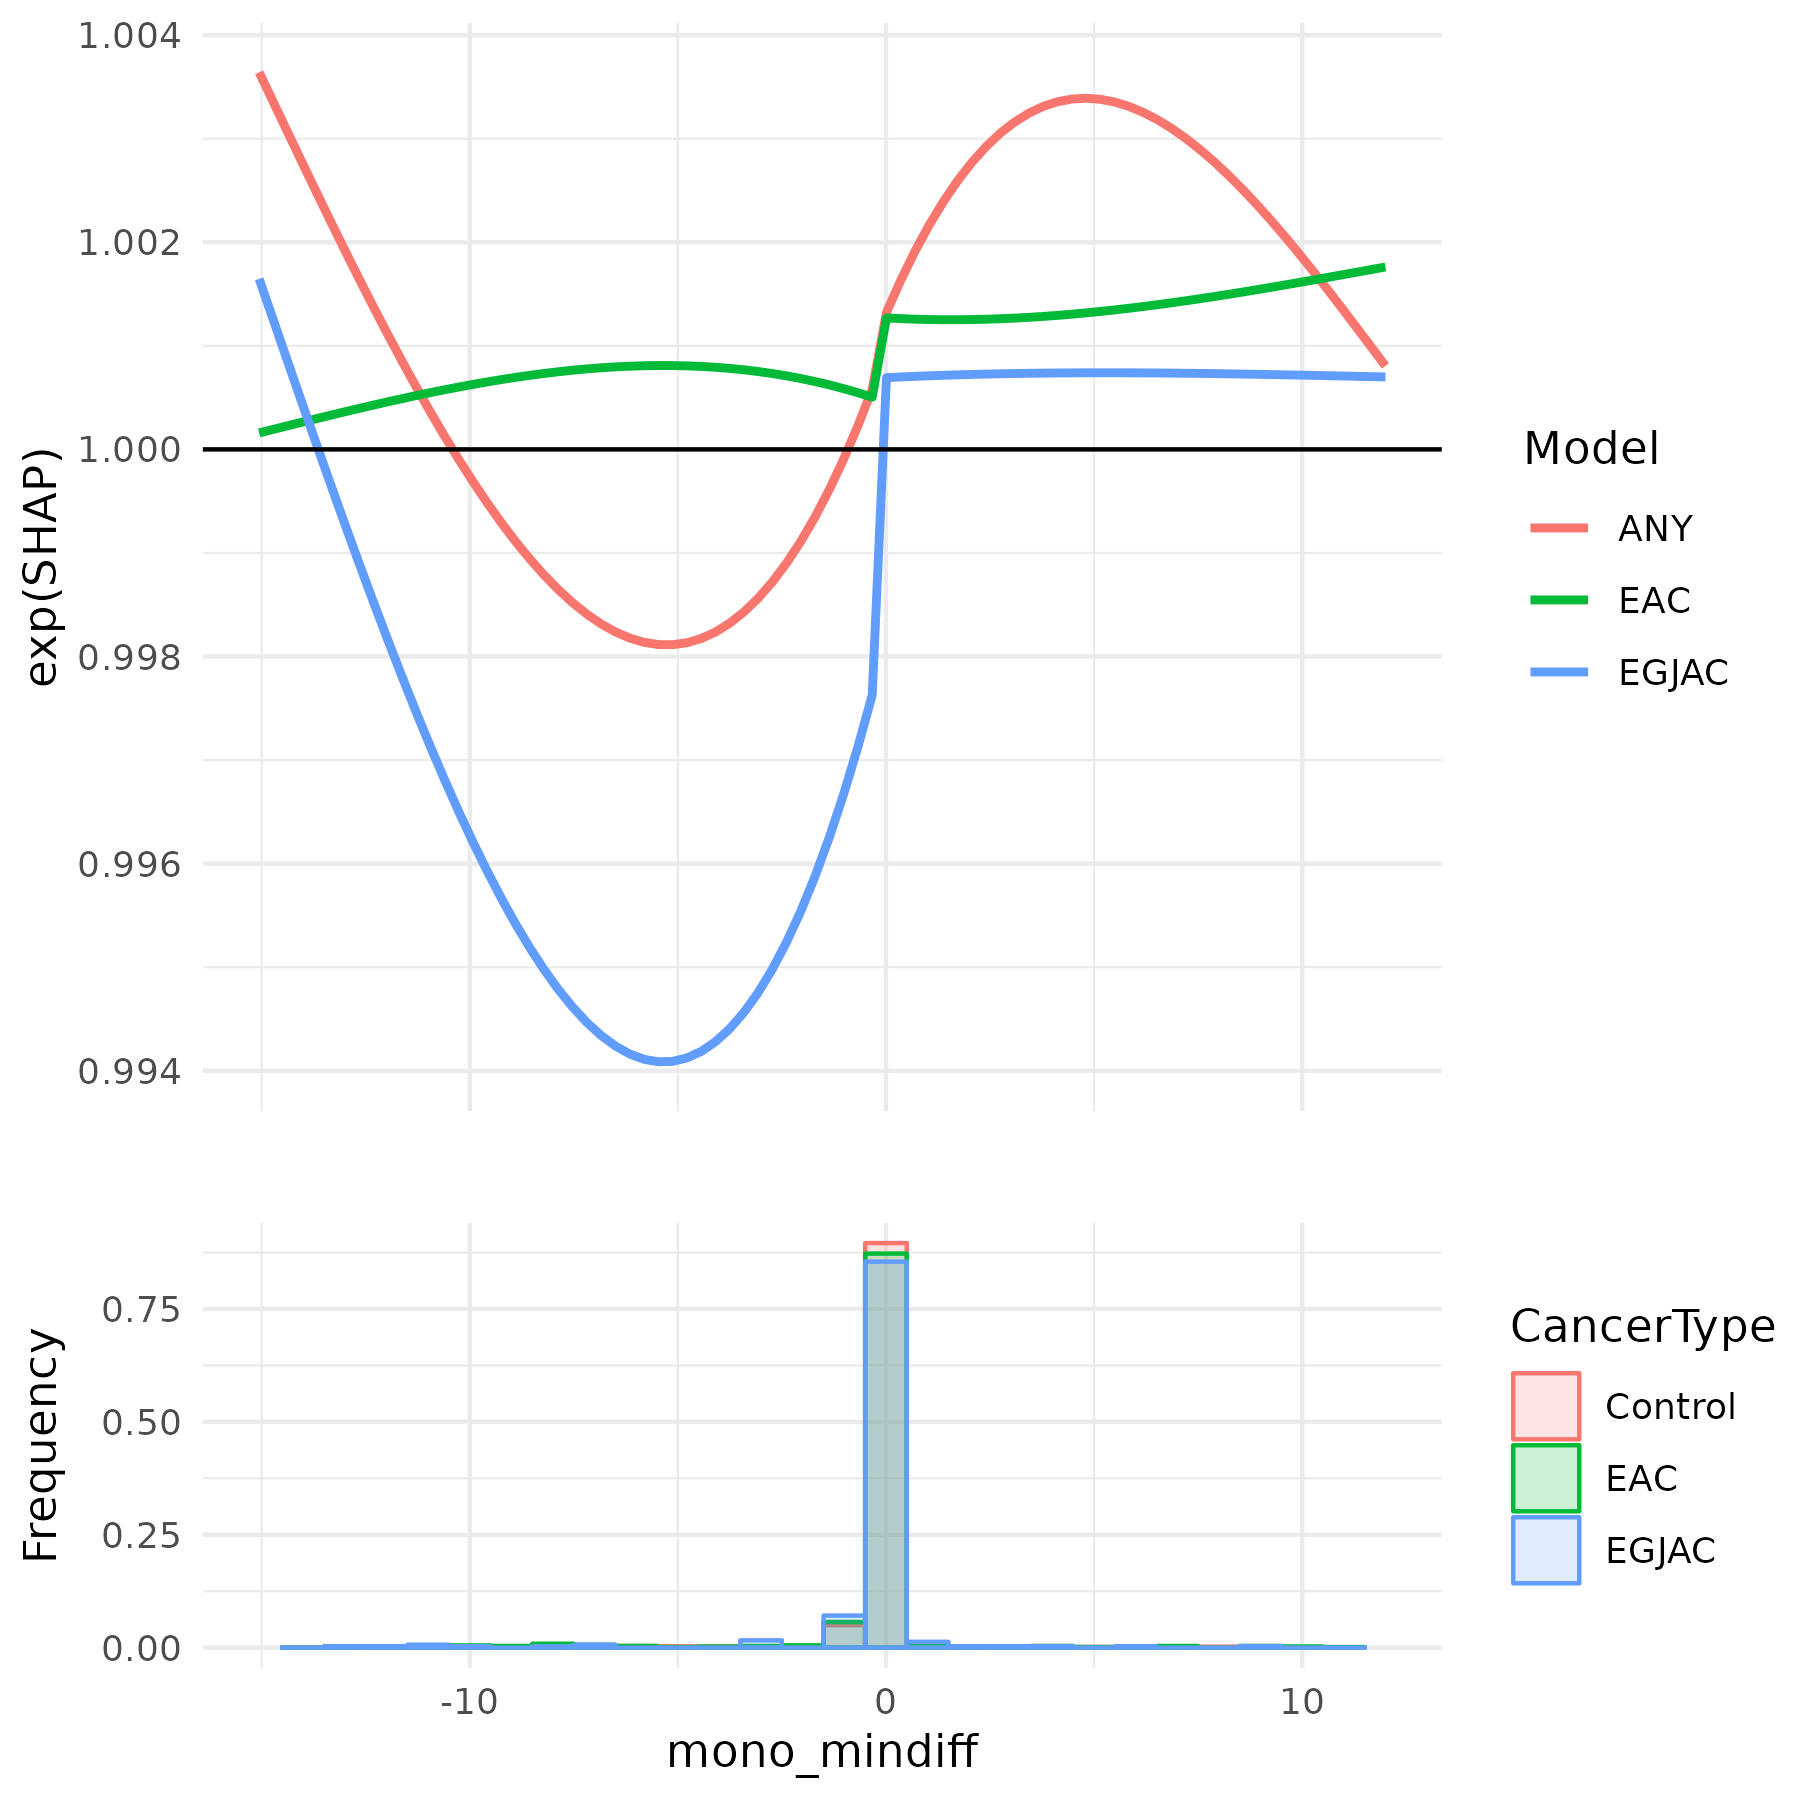 1.004
1.002
1.000
0.998
0.996
0.994
exp(SHAP)
Model
ANY
EAC
EGJAC
0.75
0.50
0.25
0.00
Frequency
-10
0
10
mono_mindiff
CancerType
Control
EAC
EGJAC